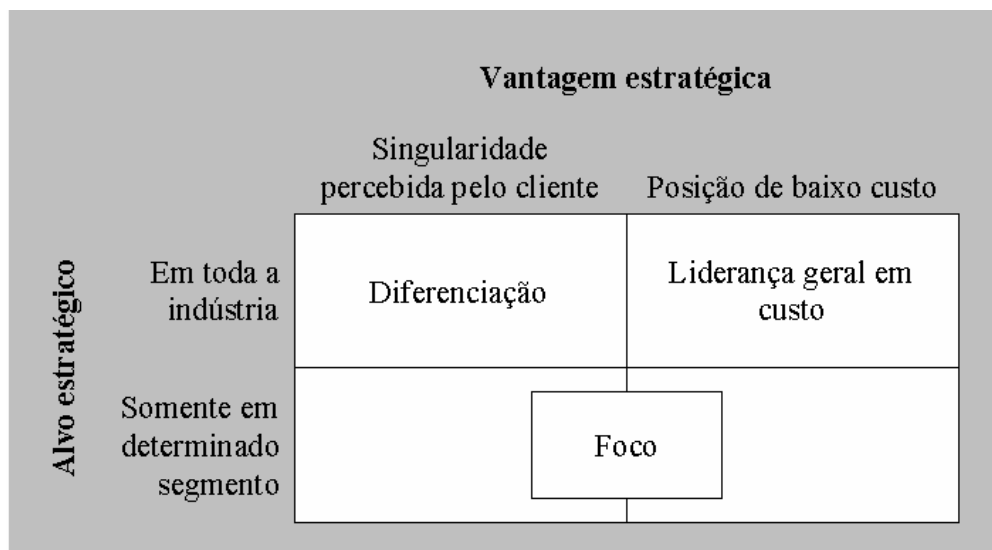 Vantagem estratégica
Singularidade
percebida pelo cliente
Posição de baixo custo
Alvo estratégico
Em toda a
indústria
Diferenciação
Liderança geral em
custo
Somente em
determinado
segmento
Foco